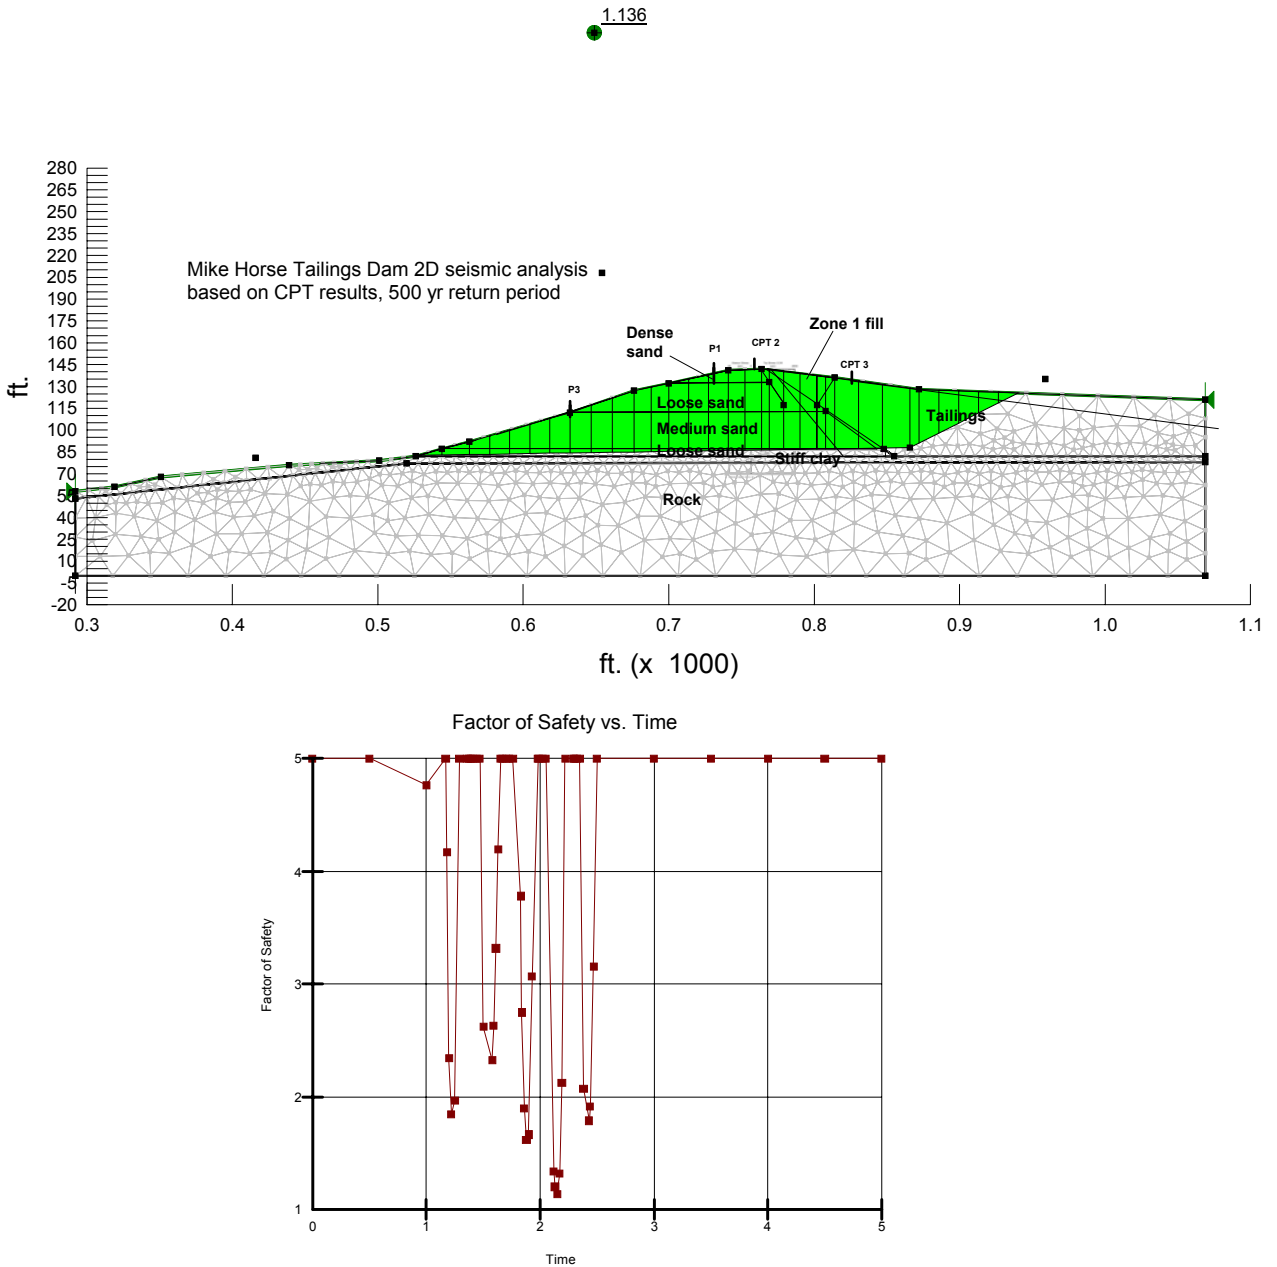 1.136
280
265
250
235
220
205
190
175
160
145
130
115
100
85
70
55
40
25
10
-5
-20
ft.
Mike Horse Tailings Dam 2D seismic analysis
based on CPT results, 500 yr return period
Dense
sand
P1
CPT 2
Zone 1 fill
CPT 3
P3
Loose sand
Tailings
Medium sand
Loose sand
Stiff clay
Rock
0.3 0.4 0.5 0.6 0.7 0.8 0.9 1.0 1.1
ft. (x 1000)
Factor of Safety vs. Time
5
4
3
2
1
Factor of Safety
0 1 2 3 4 5
Time